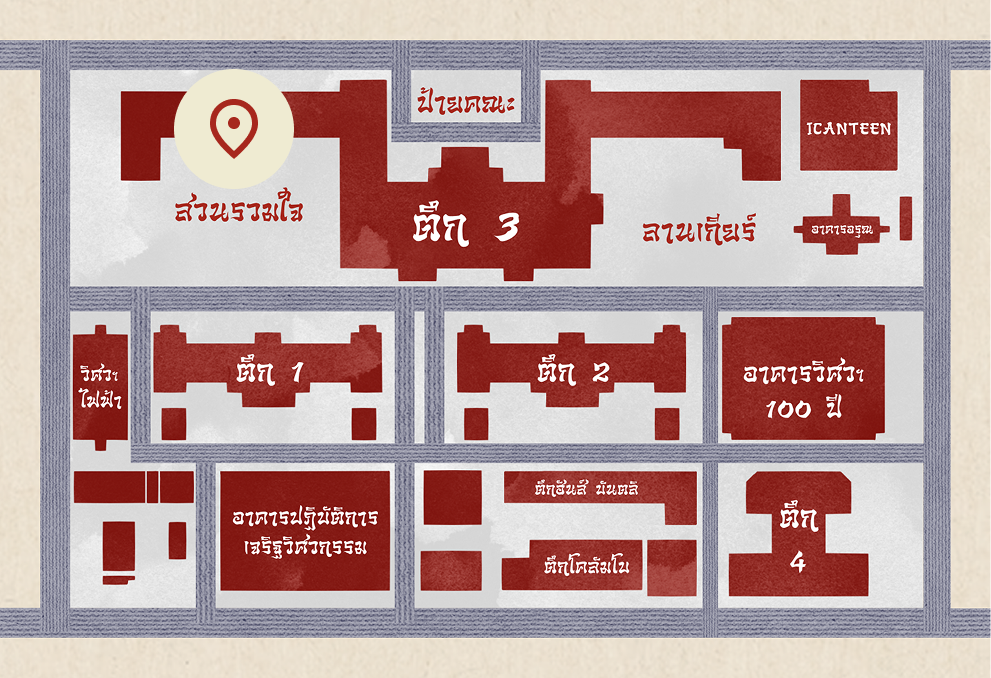 ป้ายคณะ
ICANTEEN
สวนรวมใจ
ตึก 3
ลานเกียร์
อาคารอรุณ
วิศวฯ
ไฟฟ้า
ตึก 1
ตึก 2
อาคารวิศวฯ
100 ปี
อาคารปฏิบัติการ
เจริญวิศวกรรม
ตึกฮันส์ บันตลิ
ตึกโคลัมโบ
ตึก
4